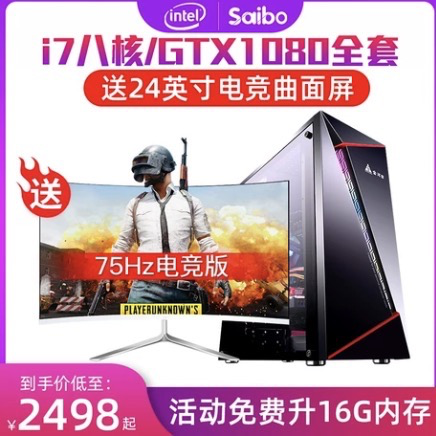 intel
Saibo
i7八核/GTX1080全套
送24英寸电竞曲面屏
送
75Hz电竞版
PLAYERUNKNOWN'S
到手价低至:
¥2498起
活动免费升16G内存